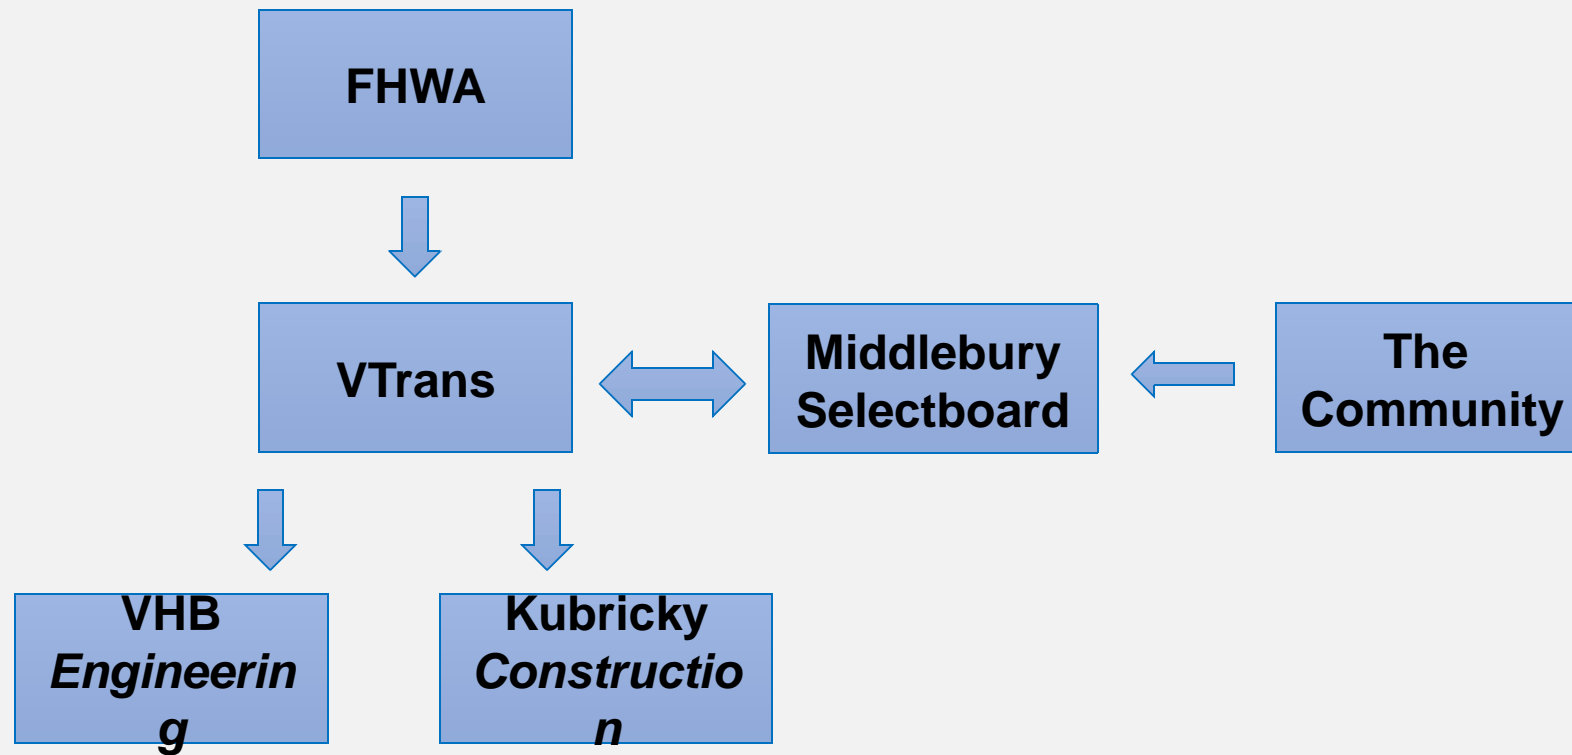 FHWA
VTrans
Middlebury
Selectboard
The
Community
VHB
Engineerin
g
Kubricky
Constructio
n